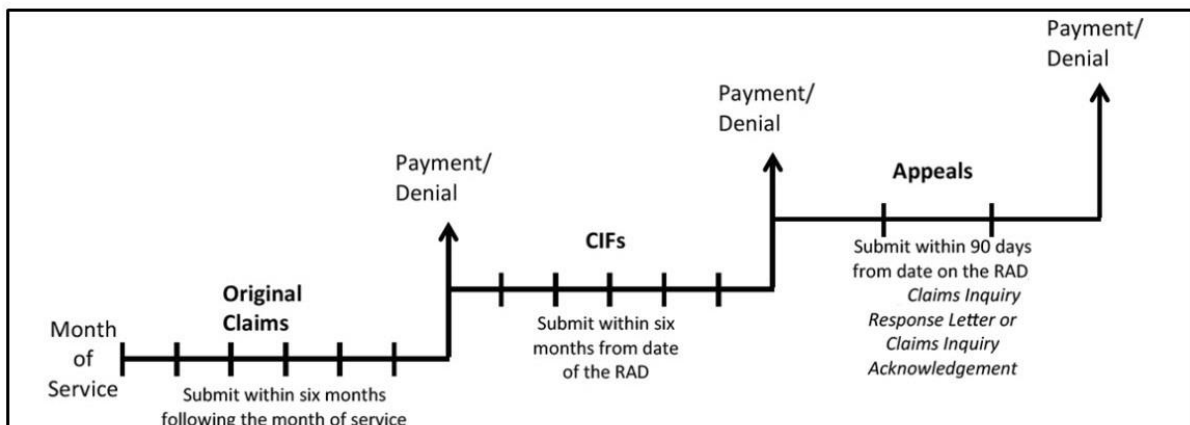 Month
of
Service
Original
Claims
Submit within six months
following the month of service
Payment/
Denial
CIFs
Submit within six
months from date
of the RAD
Payment/
Denial
Appeals
Submit within 90 days
from date on the RAD
Claims Inquiry
Response Letter or
Claims Inquiry
Acknowledgement
Payment/
Denial